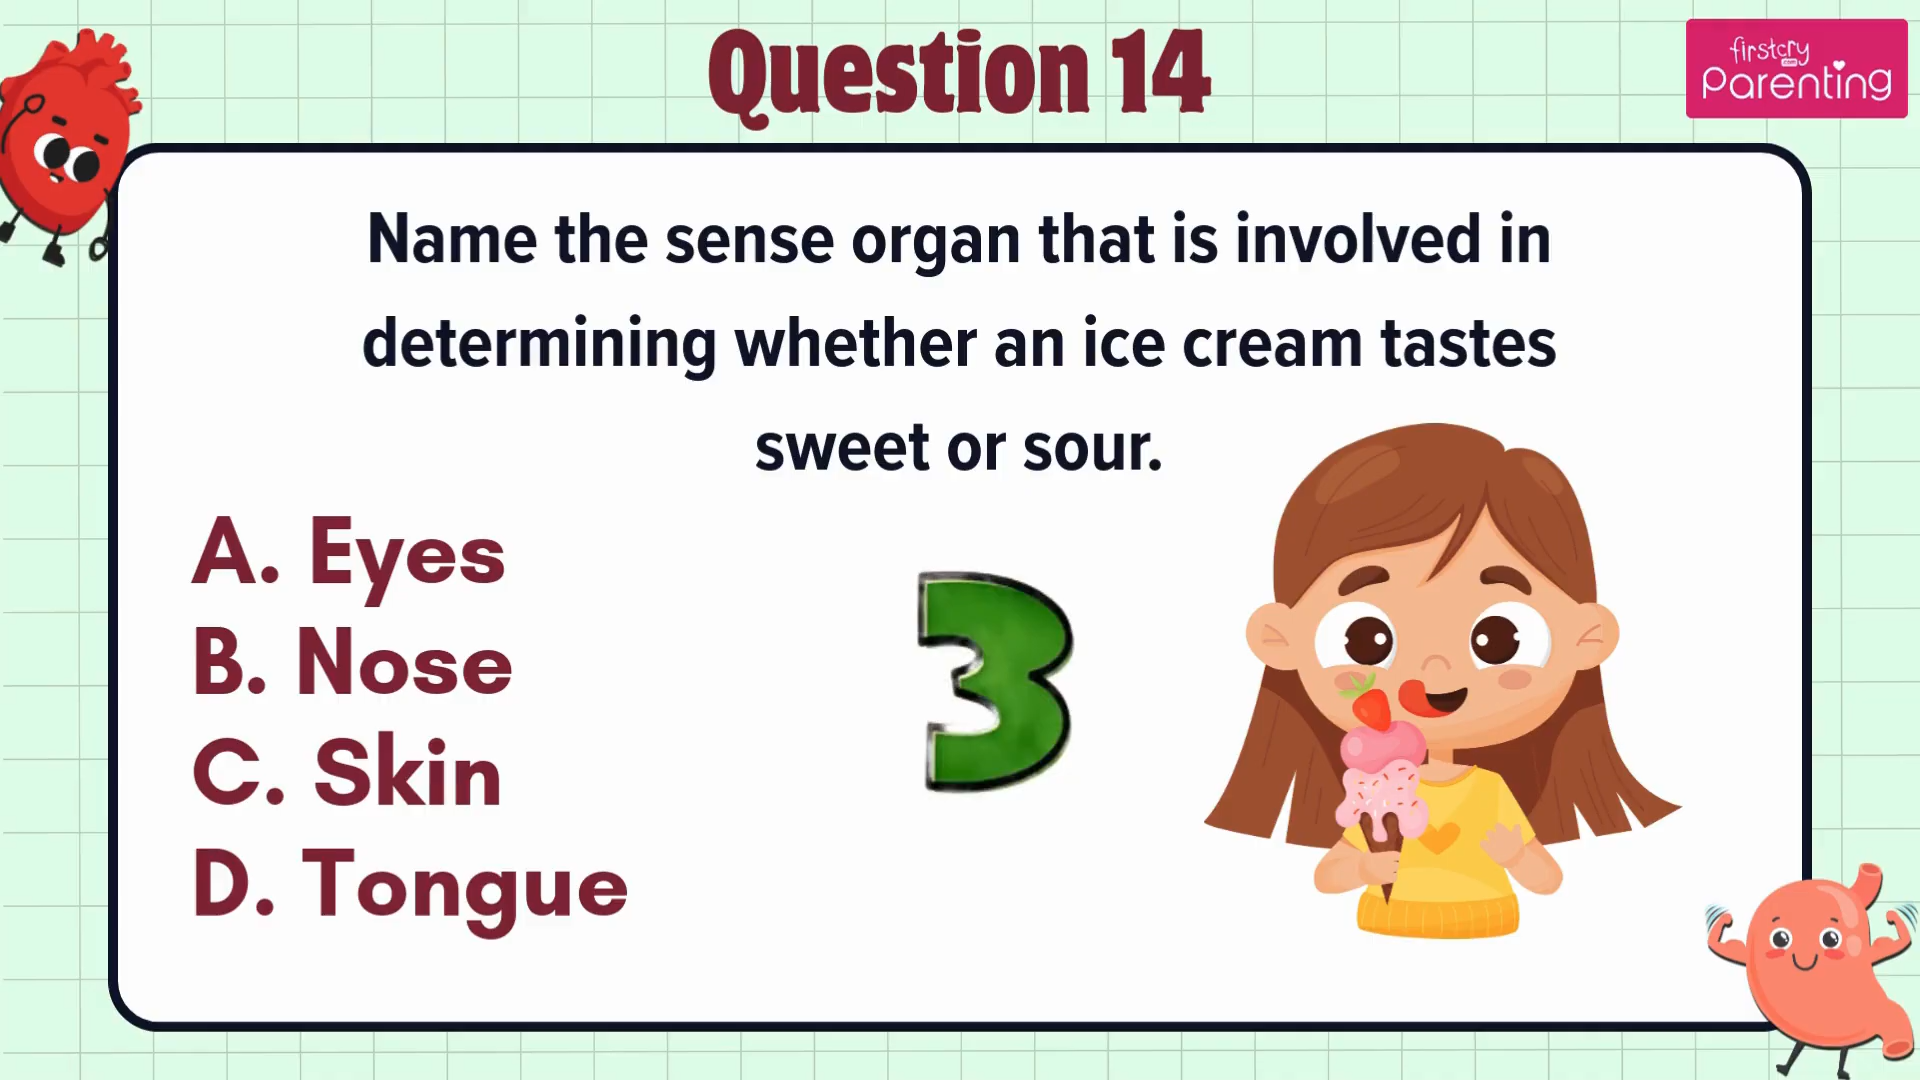 Question 14
firstcry
.com
Parenting
Name the sense organ that is involved in
determining whether an ice cream tastes
sweet or sour.
A. Eyes
B. Nose
C. Skin
D. Tongue
3